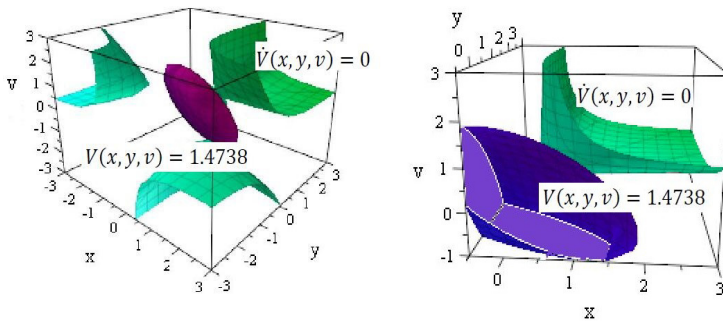 3
2
1
v
0
-1
-2
-3
-3
-2
-1
0
1
2
3
x
-3
-2
-1
0
1
2
3
y
V̇(x, y, v) = 0
V(x, y, v) = 1.4738
y
0 1 2 3
3
2
v
1
0
-1
0
1
2
3
x
V̇(x, y, v) = 0
V(x, y, v) = 1.4738